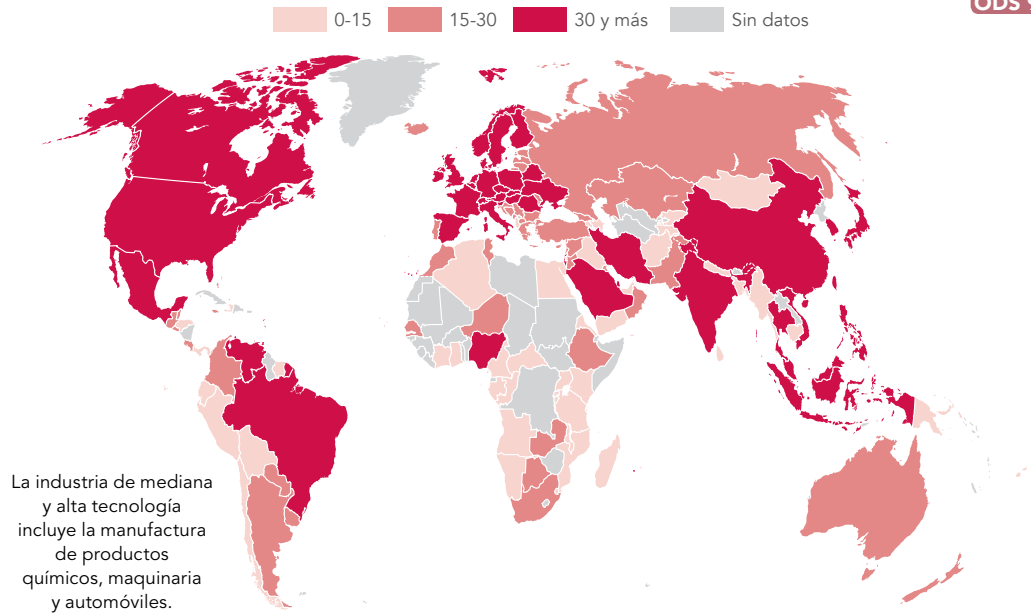 0-15 15-30 30 y más Sin datos
ODS
La industria de mediana
y alta tecnología
incluye la manufactura
de productos
químicos, maquinaria
y automóviles.